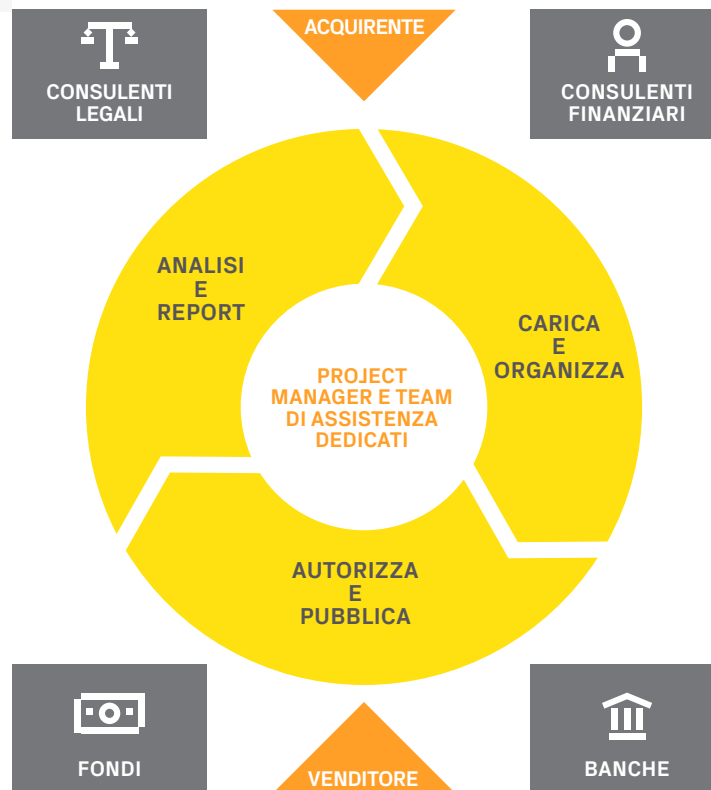 ACQUIRENTE
CONSULENTI
LEGALI
CONSULENTI
FINANZIARI
ANALISI
E
REPORT
CARICA
E
ORGANIZZA
PROJECT
MANAGER E TEAM
DI ASSISTENZA
DEDICATI
AUTORIZZA
E
PUBBLICA
FONDI
VENDITORE
BANCHE